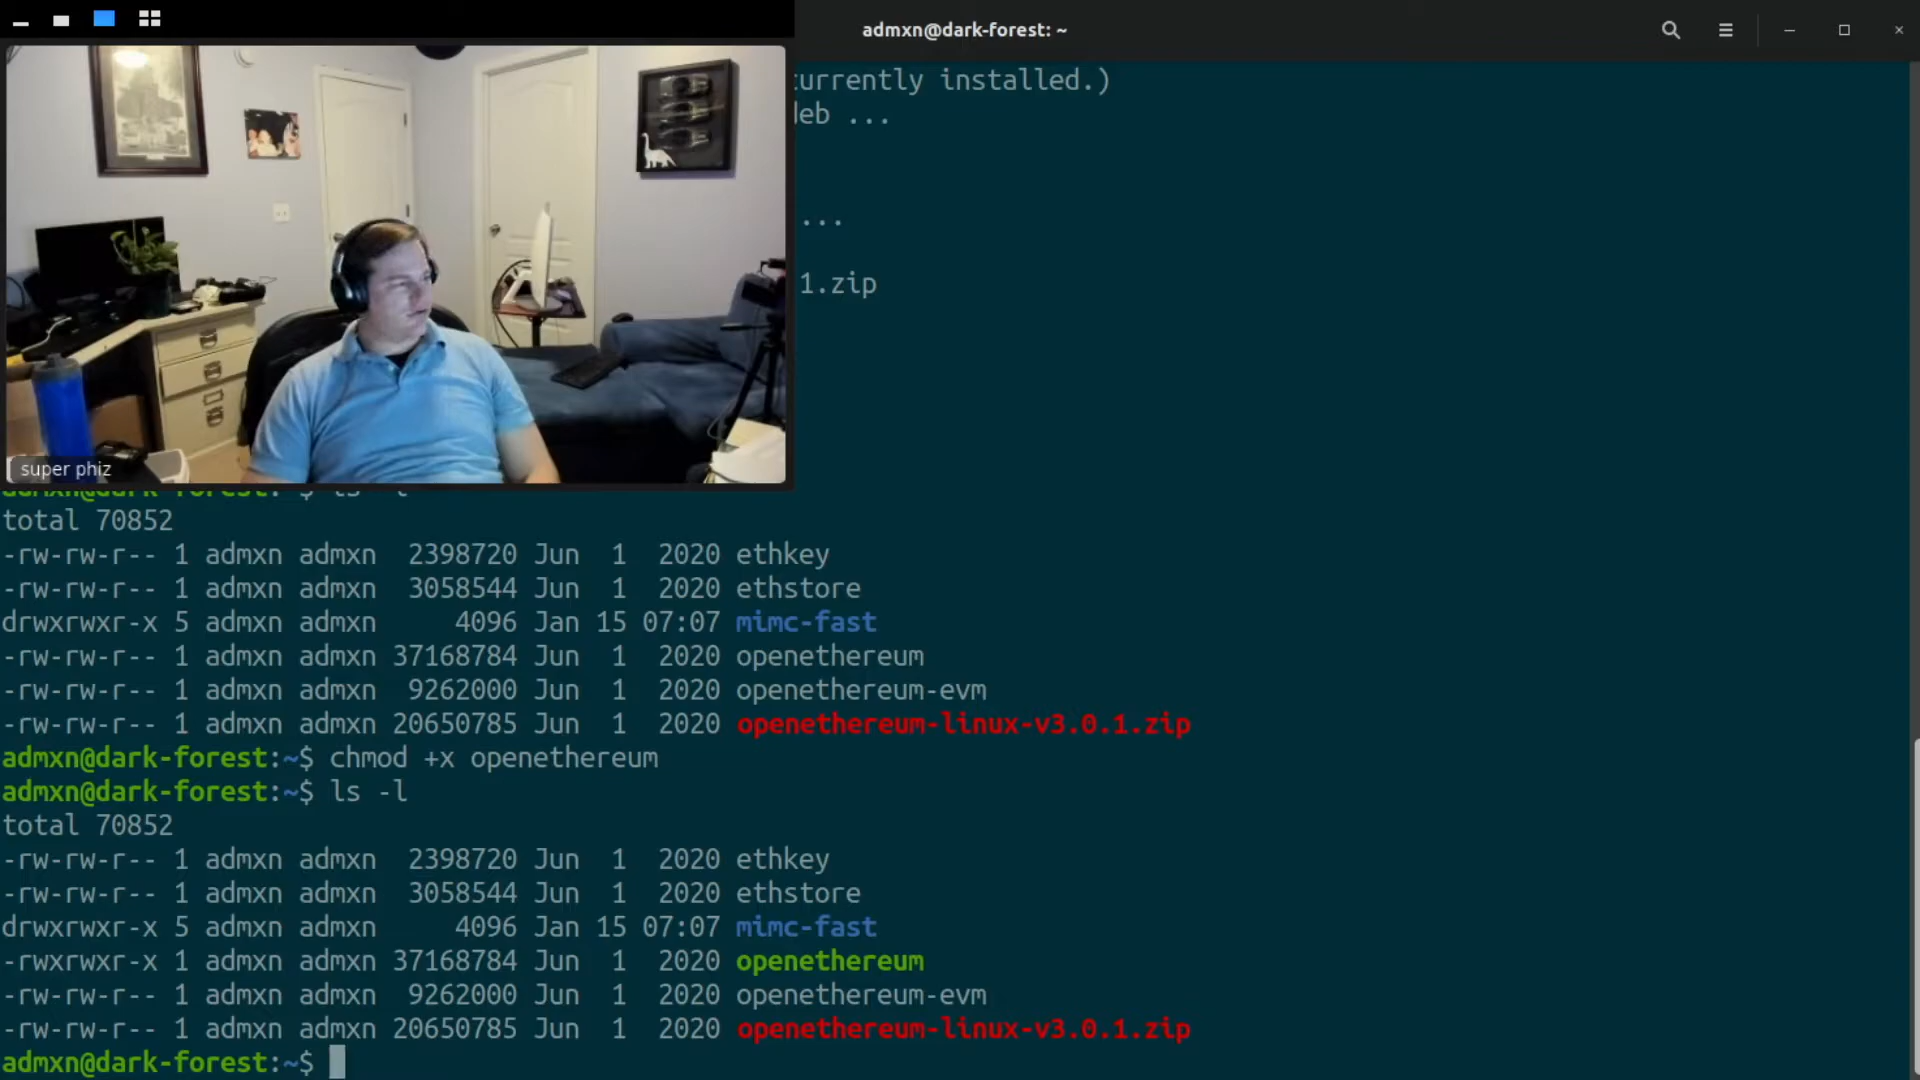 admxn@dark-forest: ~
urrently installed.)
deb ...
...
1.zip
super phiz
admxn@dark-forest:~$ ls -l
total 70852
-rw-rw-r-- 1 admxn admxn 2398720 Jun 1 2020 ethkey
-rw-rw-r-- 1 admxn admxn 3058544 Jun 1 2020 ethstore
drwxrwxr-x 5 admxn admxn 4096 Jan 15 07:07 mimc-fast
-rw-rw-r-- 1 admxn admxn 37168784 Jun 1 2020 openethereum
-rw-rw-r-- 1 admxn admxn 9262000 Jun 1 2020 openethereum-evm
-rw-rw-r-- 1 admxn admxn 20650785 Jun 1 2020 openethereum-linux-v3.0.1.zip
admxn@dark-forest:~$ chmod +x openethereum
admxn@dark-forest:~$ ls -l
total 70852
-rw-rw-r-- 1 admxn admxn 2398720 Jun 1 2020 ethkey
-rw-rw-r-- 1 admxn admxn 3058544 Jun 1 2020 ethstore
drwxrwxr-x 5 admxn admxn 4096 Jan 15 07:07 mimc-fast
-rwxrwxr-x 1 admxn admxn 37168784 Jun 1 2020 openethereum
-rw-rw-r-- 1 admxn admxn 9262000 Jun 1 2020 openethereum-evm
-rw-rw-r-- 1 admxn admxn 20650785 Jun 1 2020 openethereum-linux-v3.0.1.zip
admxn@dark-forest:~$